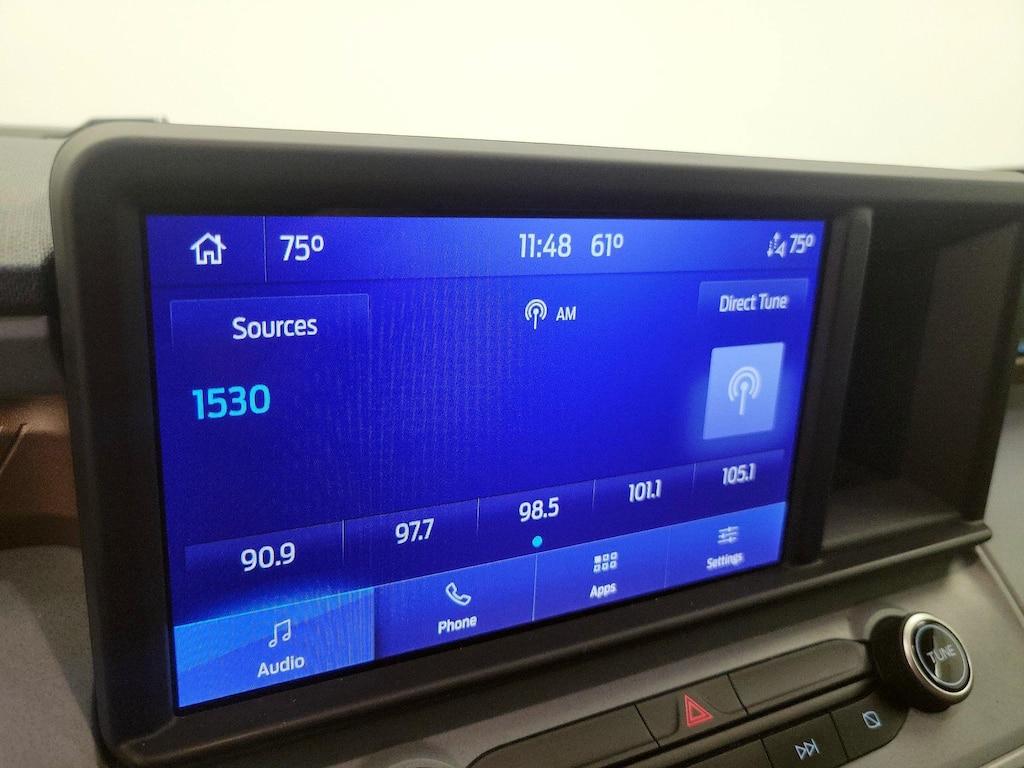 75° 11:48 61° 75°
Sources AM Direct Tune
1530
90.9 97.7 98.5 101.1 105.1
Audio Phone Apps Settings
TUNE